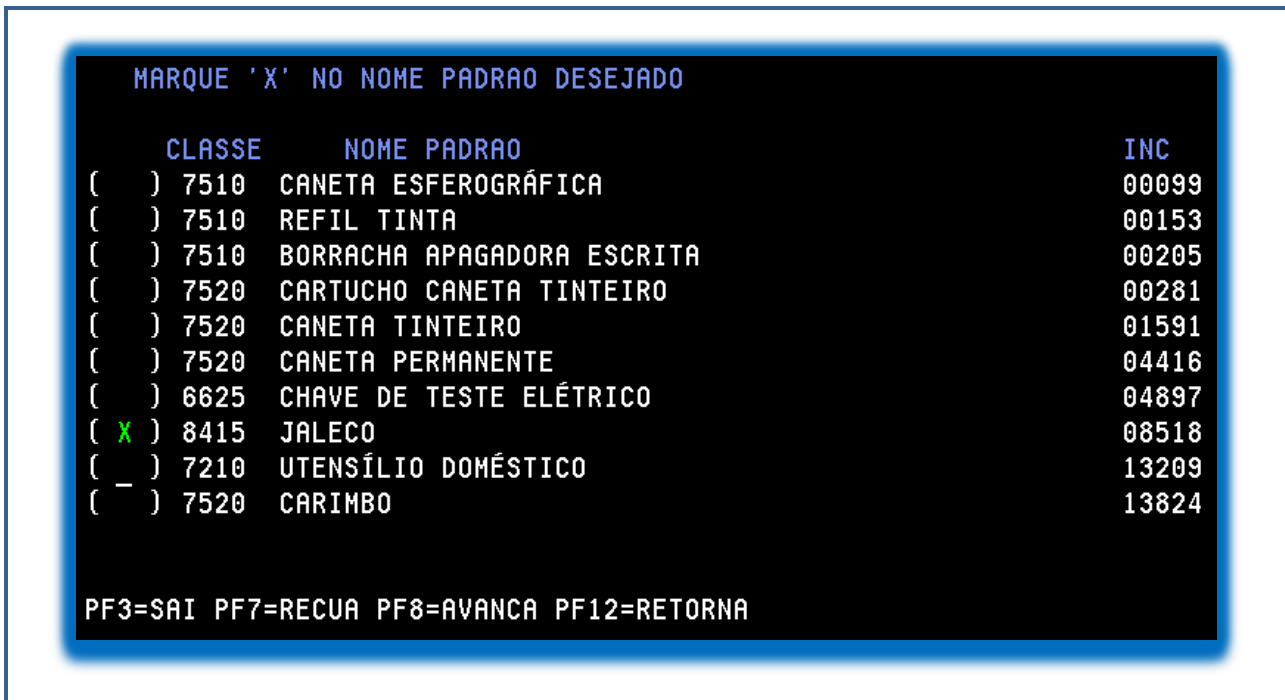 MARQUE 'X' NO NOME PADRAO DESEJADO
CLASSE NOME PADRAO INC
( ) 7510 CANETA ESFEROGRÁFICA 00099
( ) 7510 REFIL TINTA 00153
( ) 7510 BORRACHA APAGADORA ESCRITA 00205
( ) 7520 CARTUCHO CANETA TINTEIRO 00281
( ) 7520 CANETA TINTEIRO 01591
( ) 7520 CANETA PERMANENTE 04416
( ) 6625 CHAVE DE TESTE ELÉTRICO 04897
( X ) 8415 JALECO 08518
( _ ) 7210 UTENSÍLIO DOMÉSTICO 13209
( ) 7520 CARIMBO 13824
PF3=SAI PF7=RECUA PF8=AVANCA PF12=RETORNA